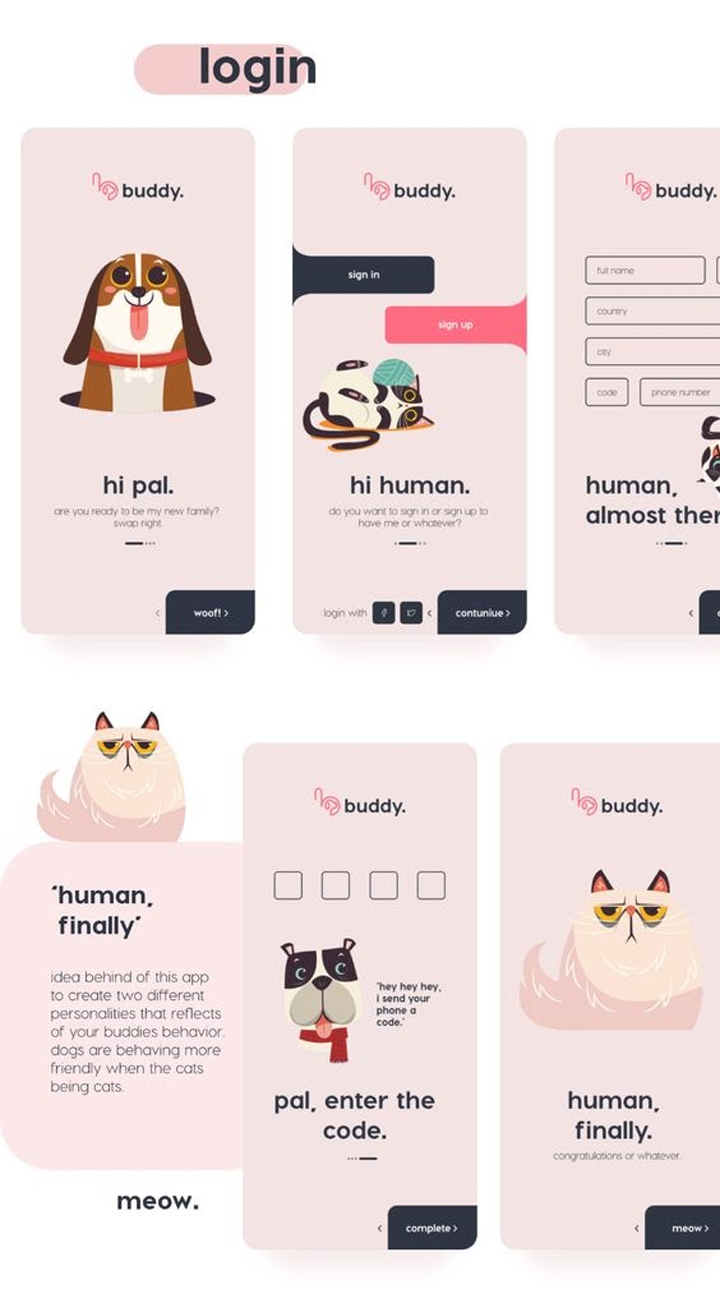 login
buddy.
hi pal.
are you ready to be my new family?
swap right.
woof! >
buddy.
sign in
sign up
hi human.
do you want to sign in or sign up to
have me or whatever?
login with
contuniue >
buddy.
full name
country
city
code
phone number
human,
almost ther
'human,
finally'
idea behind of this app
to create two different
personalities that reflects
of your buddies behavior.
dogs are behaving more
friendly when the cats
being cats.
meow.
buddy.
'hey hey hey,
i send your
phone a
code.'
pal, enter the
code.
complete >
buddy.
human,
finally.
congratulations or whatever.
meow >